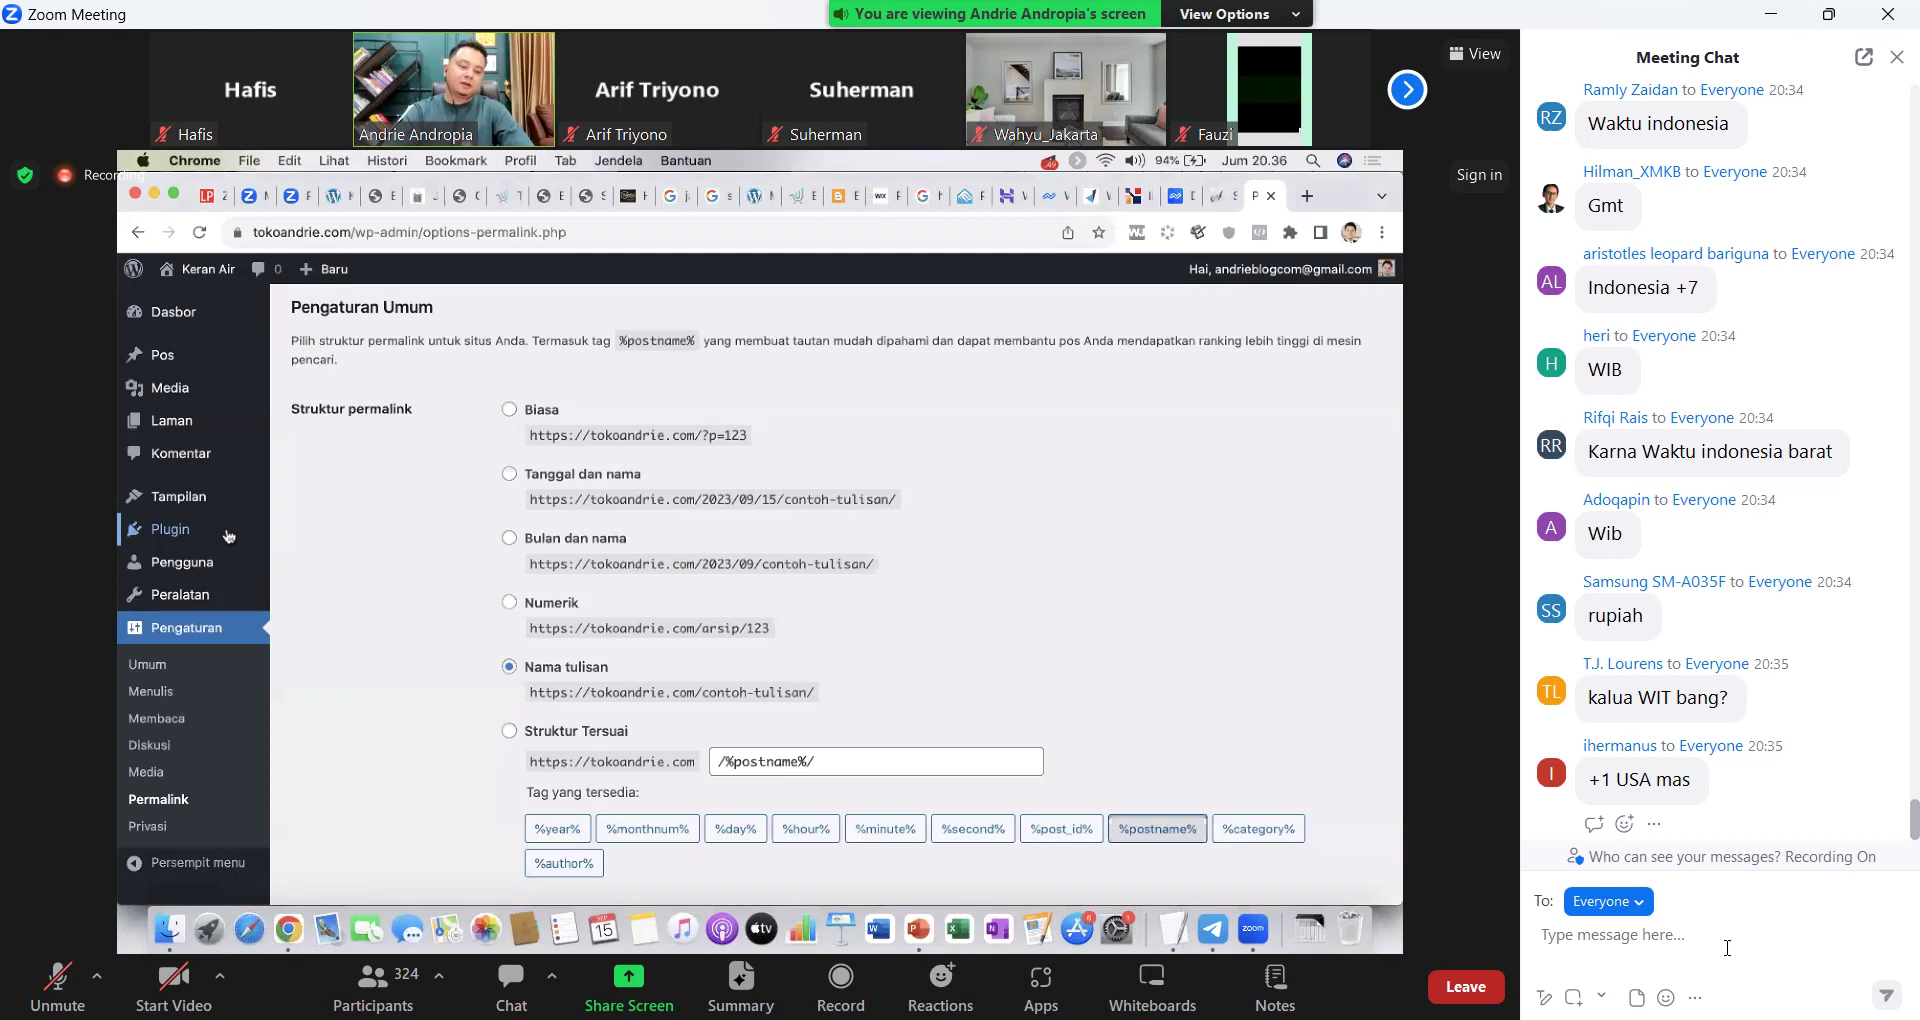 Zoom Meeting
You are viewing Andrie Andropia's screen
View Options
Hafis
Hafis
Andrie Andropia
Arif Triyono
Arif Triyono
Suherman
Suherman
Wahyu_Jakarta
Fauzi
View
Recording
Sign in
Chrome File Edit Lihat Histori Bookmark Profil Tab Jendela Bantuan
49 94% Jum 20.36
tokoandrie.com/wp-admin/options-permalink.php
Keran Air 0 + Baru
Hai, andrieblogcom@gmail.com
Dasbor
Pos
Media
Laman
Komentar
Tampilan
Plugin
Pengguna
Peralatan
Pengaturan
Umum
Menulis
Membaca
Diskusi
Media
Permalink
Privasi
Persempit menu
Pengaturan Umum
Pilih struktur permalink untuk situs Anda. Termasuk tag %postname% yang membuat tautan mudah dipahami dan dapat membantu pos Anda mendapatkan ranking lebih tinggi di mesin
pencari.
Struktur permalink
Biasa
https://tokoandrie.com/?p=123
Tanggal dan nama
https://tokoandrie.com/2023/09/15/contoh-tulisan/
Bulan dan nama
https://tokoandrie.com/2023/09/contoh-tulisan/
Numerik
https://tokoandrie.com/arsip/123
Nama tulisan
https://tokoandrie.com/contoh-tulisan/
Struktur Tersuai
https://tokoandrie.com /%postname%/
Tag yang tersedia:
%year% %monthnum% %day% %hour% %minute% %second% %post_id% %postname% %category%
%author%
SEP
15
tv
zoom
Unmute
Start Video
324
Participants
Chat
Share Screen
Summary
Record
Reactions
Apps
Whiteboards
Notes
Leave
Meeting Chat
Ramly Zaidan to Everyone 20:34
RZ
Waktu indonesia
Hilman_XMKB to Everyone 20:34
Gmt
aristotles leopard bariguna to Everyone 20:34
AL
Indonesia +7
heri to Everyone 20:34
H
WIB
Rifqi Rais to Everyone 20:34
RR
Karna Waktu indonesia barat
Adoqapin to Everyone 20:34
A
Wib
Samsung SM-A035F to Everyone 20:34
SS
rupiah
T.J. Lourens to Everyone 20:35
TL
kalua WIT bang?
ihermanus to Everyone 20:35
I
+1 USA mas
Who can see your messages? Recording On
To: Everyone
Type message here...